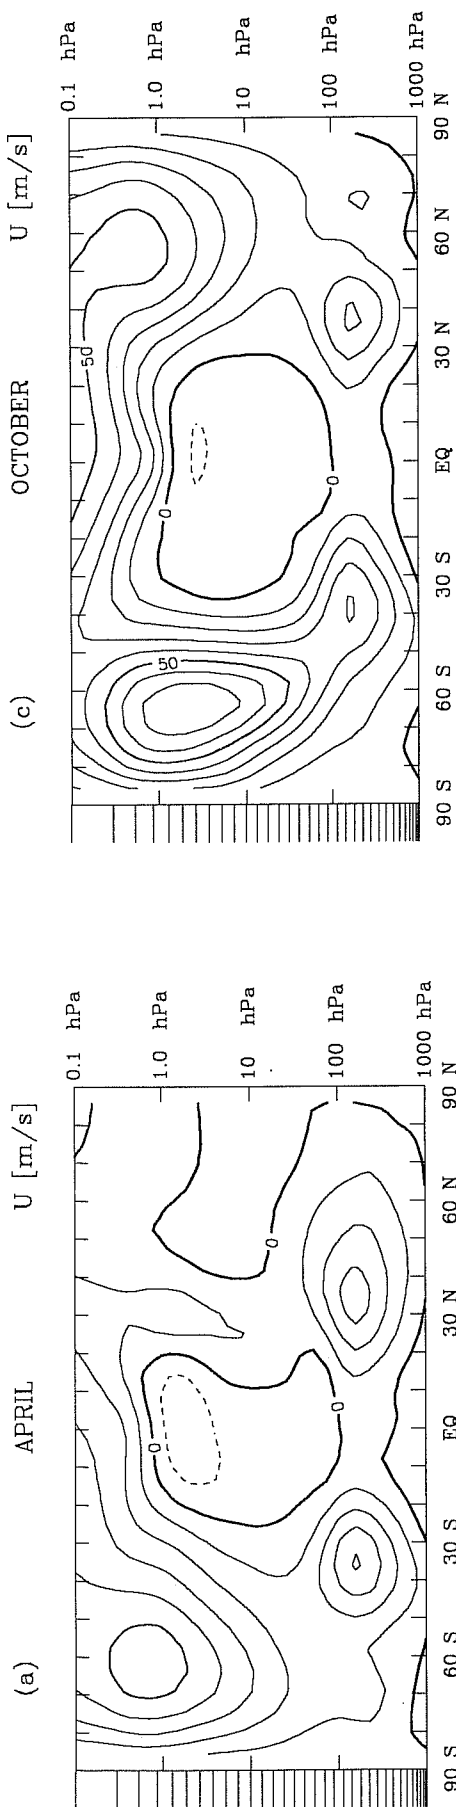 (a) APRIL U [m/s]
0.1 hPa
1.0 hPa
10 hPa
100 hPa
1000 hPa
0
0
0
90 S 60 S 30 S EQ 30 N 60 N 90 N
(c) OCTOBER U [m/s]
0.1 hPa
1.0 hPa
10 hPa
100 hPa
1000 hPa
50
50
0
0
90 S 60 S 30 S EQ 30 N 60 N 90 N